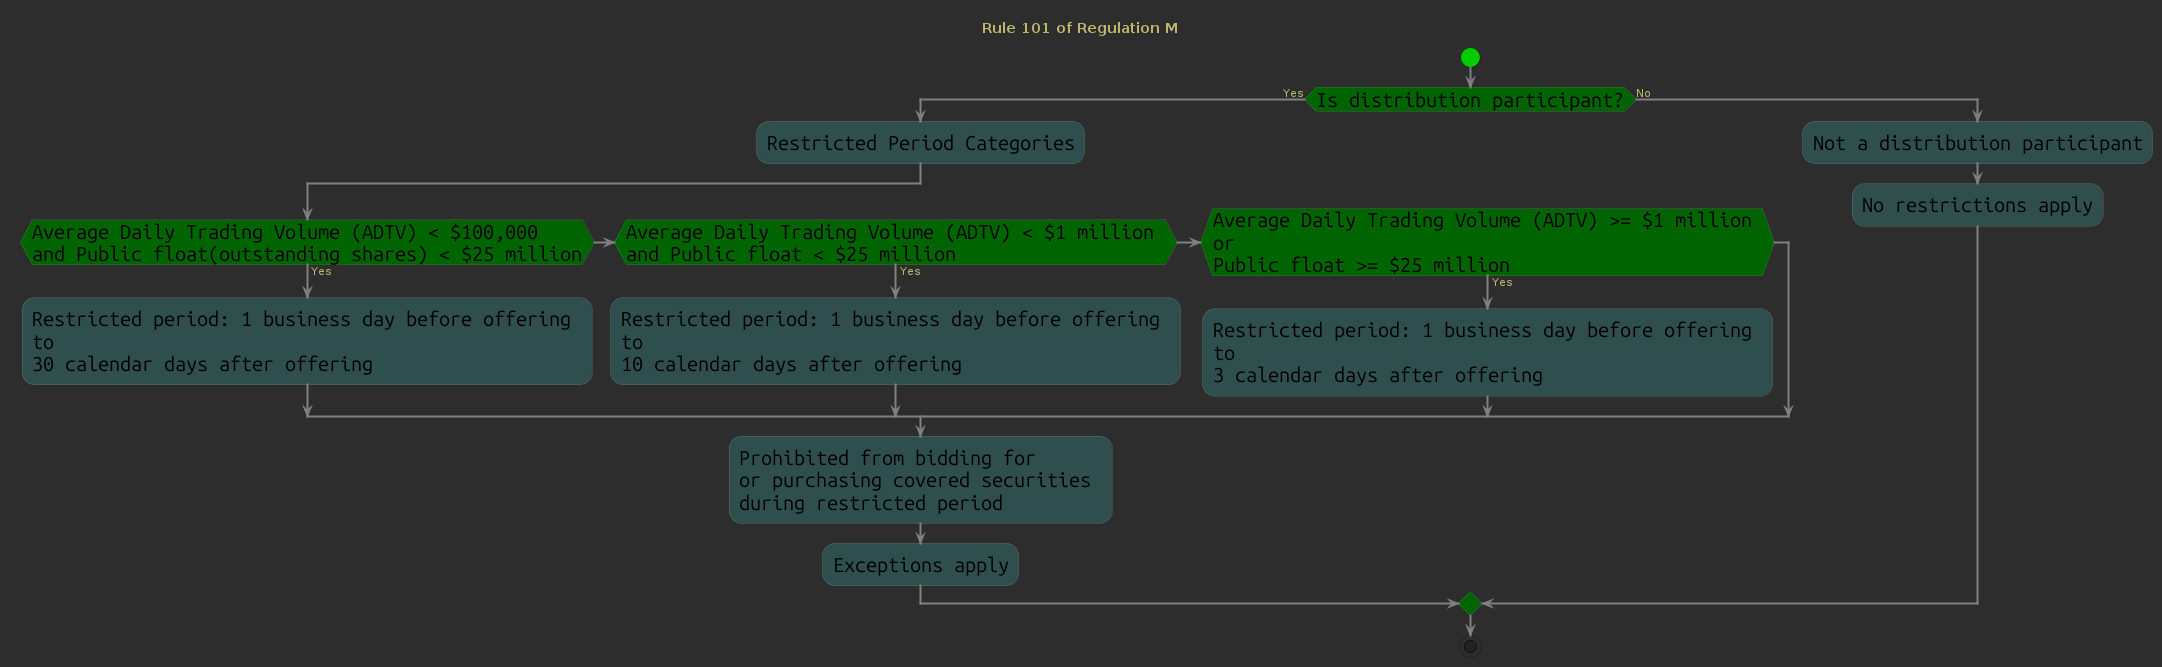 Rule 101 of Regulation M
Yes
Is distribution participant?
No
Restricted Period Categories
Not a distribution participant
No restrictions apply
Average Daily Trading Volume (ADTV) < $100,000
and Public float(outstanding shares) < $25 million
Yes
Restricted period: 1 business day before offering
to
30 calendar days after offering
Average Daily Trading Volume (ADTV) < $1 million
and Public float < $25 million
Yes
Restricted period: 1 business day before offering
to
10 calendar days after offering
Average Daily Trading Volume (ADTV) >= $1 million
or
Public float >= $25 million
Yes
Restricted period: 1 business day before offering
to
3 calendar days after offering
Prohibited from bidding for
or purchasing covered securities
during restricted period
Exceptions apply